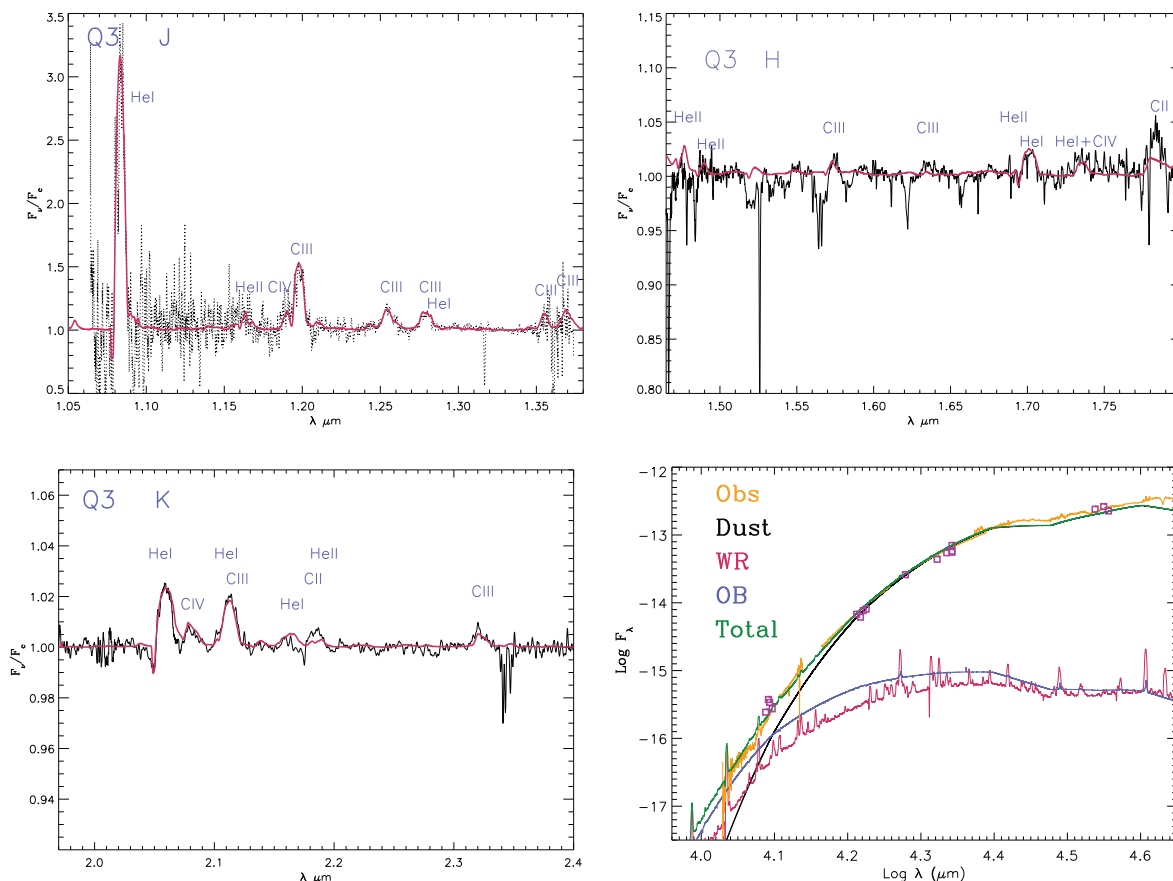 Q3 J
HeI
HeII CIV CIII
CIII
CIII
HeI
CIII CIII
3.5
3.0
2.5
2.0
1.5
1.0
0.5
Fν/Fc
1.05 1.10 1.15 1.20 1.25 1.30 1.35
λ μm
Q3 H
HeII
HeII
CIII
CIII
HeII
HeI
HeI+CIV
CII
1.15
1.10
1.05
1.00
0.95
0.90
0.85
0.80
Fν/Fc
1.50 1.55 1.60 1.65 1.70 1.75
λ μm
Q3 K
HeI
CIV
HeI
CIII
HeII
CII
HeI
CIII
1.06
1.04
1.02
1.00
0.98
0.96
0.94
Fν/Fc
2.0 2.1 2.2 2.3 2.4
λ μm
Obs
Dust
WR
OB
Total
-12
-13
-14
-15
-16
-17
Log Fλ
4.0 4.1 4.2 4.3 4.4 4.5 4.6
Log λ (μm)